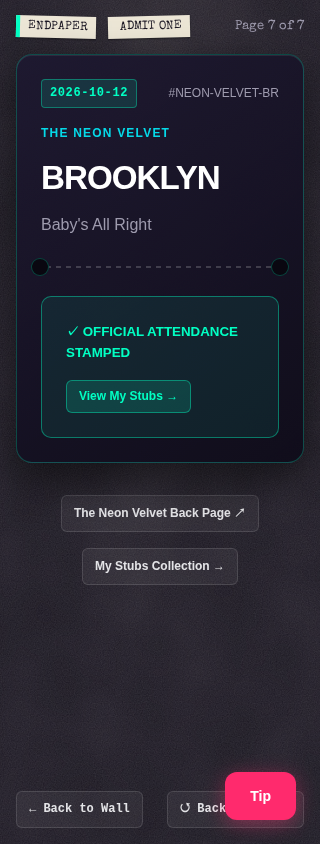 ENDPAPER ADMIT ONE Page 7 of 7
2026-10-12 #NEON-VELVET-BR
THE NEON VELVET
BROOKLYN
Baby's All Right
✓ OFFICIAL ATTENDANCE
STAMPED
View My Stubs →
The Neon Velvet Back Page ↗
My Stubs Collection →
Tip
← Back to Wall ↺ Back